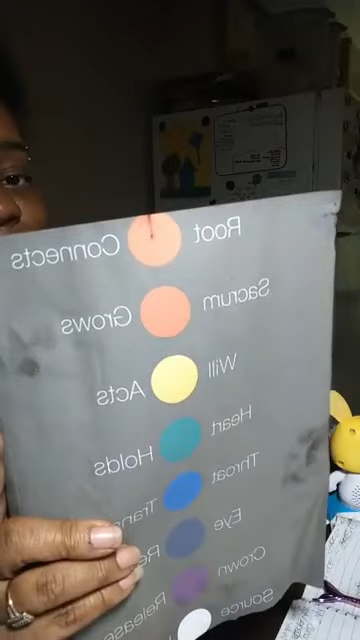 Root Connects
Sacrum Grows
Will Acts
Heart Holds
Throat
Eye
Crown
Source